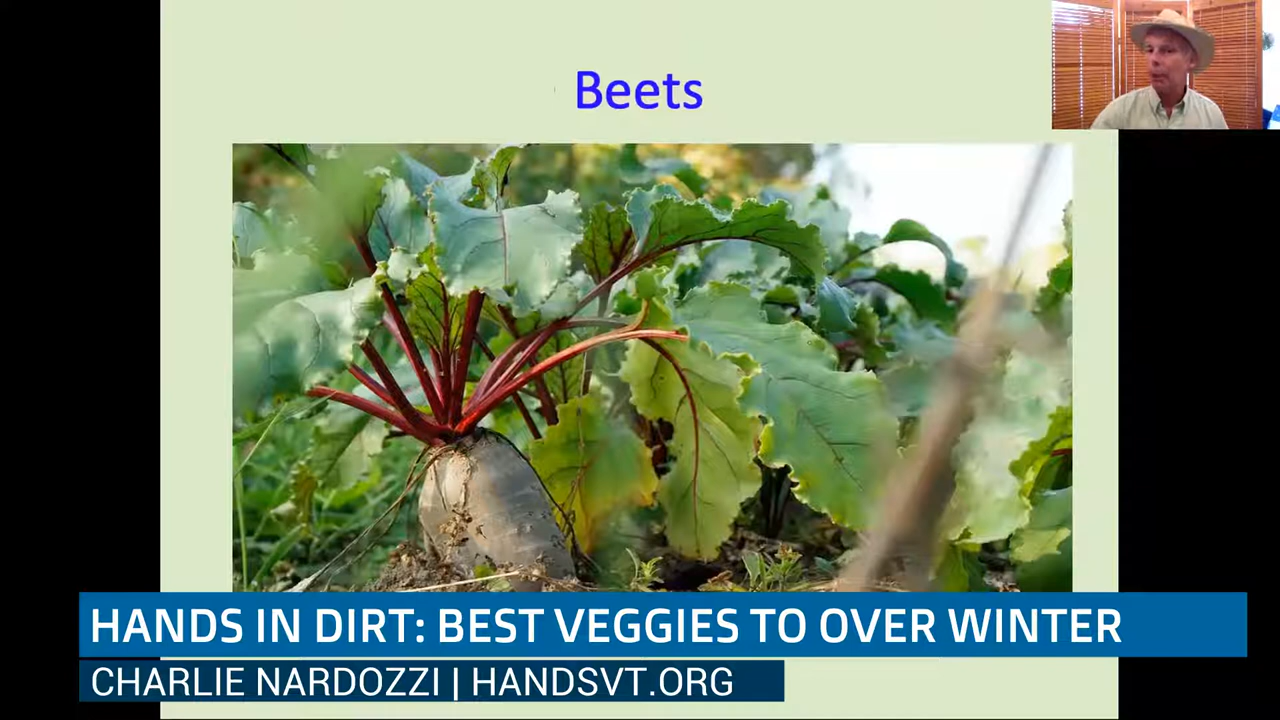 Beets
HANDS IN DIRT: BEST VEGGIES TO OVER WINTER
CHARLIE NARDOZZI | HANDSVT.ORG